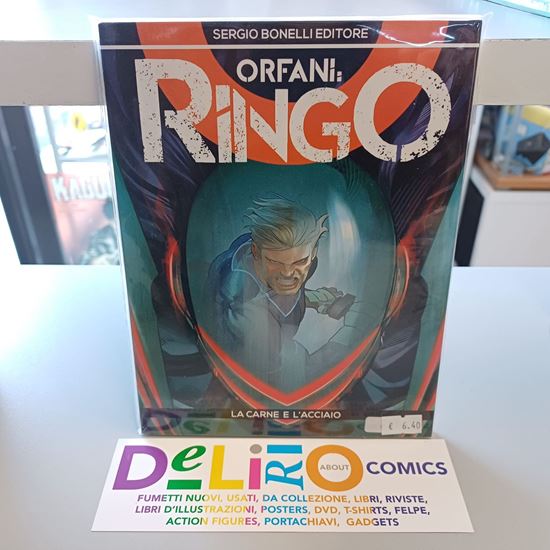 SERGIO BONELLI EDITORE
ORFANI:
RINGO
LA CARNE E L'ACCIAIO
€ 6.40
DeLiRiO ABOUT COMICS
FUMETTI NUOVI, USATI, DA COLLEZIONE, LIBRI, RIVISTE,
LIBRI D'ILLUSTRAZIONI, POSTERS, DVD, T-SHIRTS, FELPE,
ACTION FIGURES, PORTACHIAVI, GADGETS